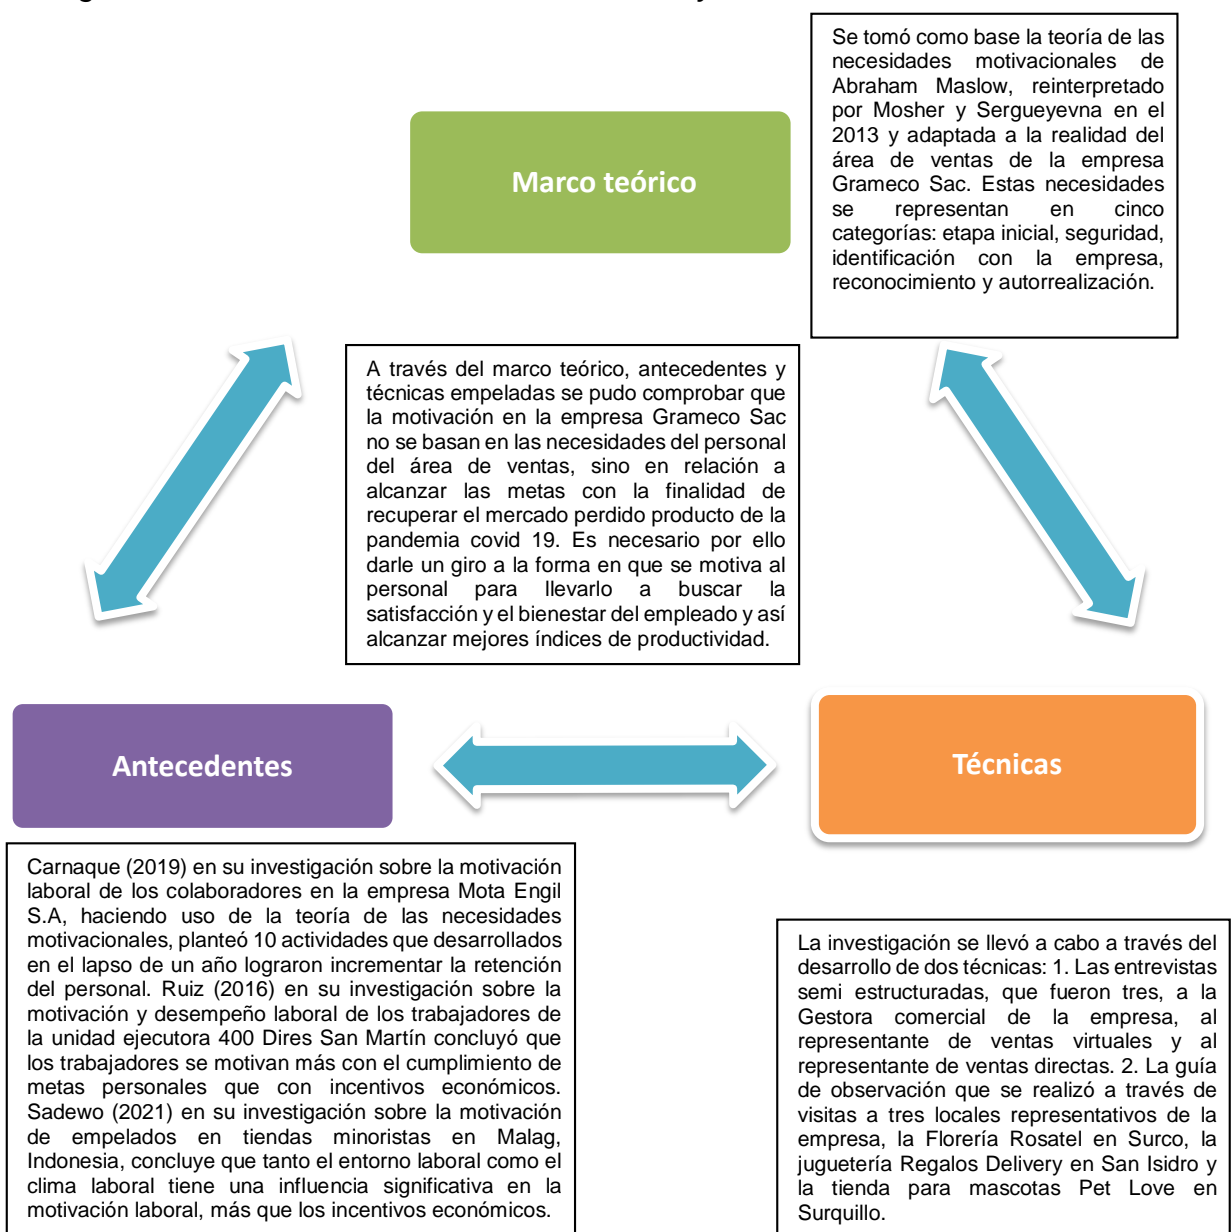 Se tomó como base la teoría de las
necesidades motivacionales de
Abraham Maslow, reinterpretado
por Mosher y Sergueyevna en el
2013 y adaptada a la realidad del
área de ventas de la empresa
Grameco Sac. Estas necesidades
se representan en cinco
categorías: etapa inicial, seguridad,
identificación con la empresa,
reconocimiento y autorrealización.
Marco teórico
A través del marco teórico, antecedentes y
técnicas empeladas se pudo comprobar que
la motivación en la empresa Grameco Sac
no se basan en las necesidades del personal
del área de ventas, sino en relación a
alcanzar las metas con la finalidad de
recuperar el mercado perdido producto de la
pandemia covid 19. Es necesario por ello
darle un giro a la forma en que se motiva al
personal para llevarlo a buscar la
satisfacción y el bienestar del empleado y así
alcanzar mejores índices de productividad.
Antecedentes
Técnicas
Carnaque (2019) en su investigación sobre la motivación
laboral de los colaboradores en la empresa Mota Engil
S.A, haciendo uso de la teoría de las necesidades
motivacionales, planteó 10 actividades que desarrollados
en el lapso de un año lograron incrementar la retención
del personal. Ruiz (2016) en su investigación sobre la
motivación y desempeño laboral de los trabajadores de
la unidad ejecutora 400 Dires San Martín concluyó que
los trabajadores se motivan más con el cumplimiento de
metas personales que con incentivos económicos.
Sadewo (2021) en su investigación sobre la motivación
de empelados en tiendas minoristas en Malag,
Indonesia, concluye que tanto el entorno laboral como el
clima laboral tiene una influencia significativa en la
motivación laboral, más que los incentivos económicos.
La investigación se llevó a cabo a través del
desarrollo de dos técnicas: 1. Las entrevistas
semi estructuradas, que fueron tres, a la
Gestora comercial de la empresa, al
representante de ventas virtuales y al
representante de ventas directas. 2. La guía
de observación que se realizó a través de
visitas a tres locales representativos de la
empresa, la Florería Rosatel en Surco, la
juguetería Regalos Delivery en San Isidro y
la tienda para mascotas Pet Love en
Surquillo.